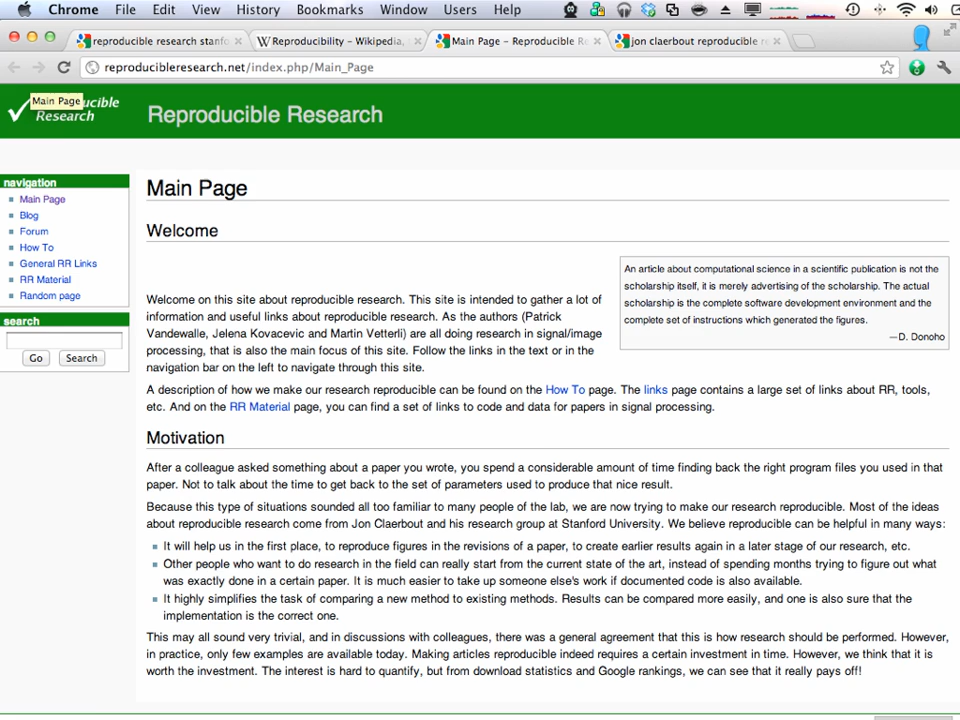 Chrome File Edit View History Bookmarks Window Users Help
reproducible research stanf
Reproducibility – Wikipedia,
Main Page – Reproducible Re
jon claerbout reproducible re
reproducibleresearch.net/index.php/Main_Page
Main Page
ucible
Research
Reproducible Research
navigation
Main Page
Blog
Forum
How To
General RR Links
RR Material
Random page
search
Go Search
Main Page
Welcome
An article about computational science in a scientific publication is not the
scholarship itself, it is merely advertising of the scholarship. The actual
scholarship is the complete software development environment and the
complete set of instructions which generated the figures.
—D. Donoho
Welcome on this site about reproducible research. This site is intended to gather a lot of
information and useful links about reproducible research. As the authors (Patrick
Vandewalle, Jelena Kovacevic and Martin Vetterli) are all doing research in signal/image
processing, that is also the main focus of this site. Follow the links in the text or in the
navigation bar on the left to navigate through this site.
A description of how we make our research reproducible can be found on the How To page. The links page contains a large set of links about RR, tools,
etc. And on the RR Material page, you can find a set of links to code and data for papers in signal processing.
Motivation
After a colleague asked something about a paper you wrote, you spend a considerable amount of time finding back the right program files you used in that
paper. Not to talk about the time to get back to the set of parameters used to produce that nice result.
Because this type of situations sounded all too familiar to many people of the lab, we are now trying to make our research reproducible. Most of the ideas
about reproducible research come from Jon Claerbout and his research group at Stanford University. We believe reproducible can be helpful in many ways:
It will help us in the first place, to reproduce figures in the revisions of a paper, to create earlier results again in a later stage of our research, etc.
Other people who want to do research in the field can really start from the current state of the art, instead of spending months trying to figure out what
was exactly done in a certain paper. It is much easier to take up someone else's work if documented code is also available.
It highly simplifies the task of comparing a new method to existing methods. Results can be compared more easily, and one is also sure that the
implementation is the correct one.
This may all sound very trivial, and in discussions with colleagues, there was a general agreement that this is how research should be performed. However,
in practice, only few examples are available today. Making articles reproducible indeed requires a certain investment in time. However, we think that it is
worth the investment. The interest is hard to quantify, but from download statistics and Google rankings, we can see that it really pays off!